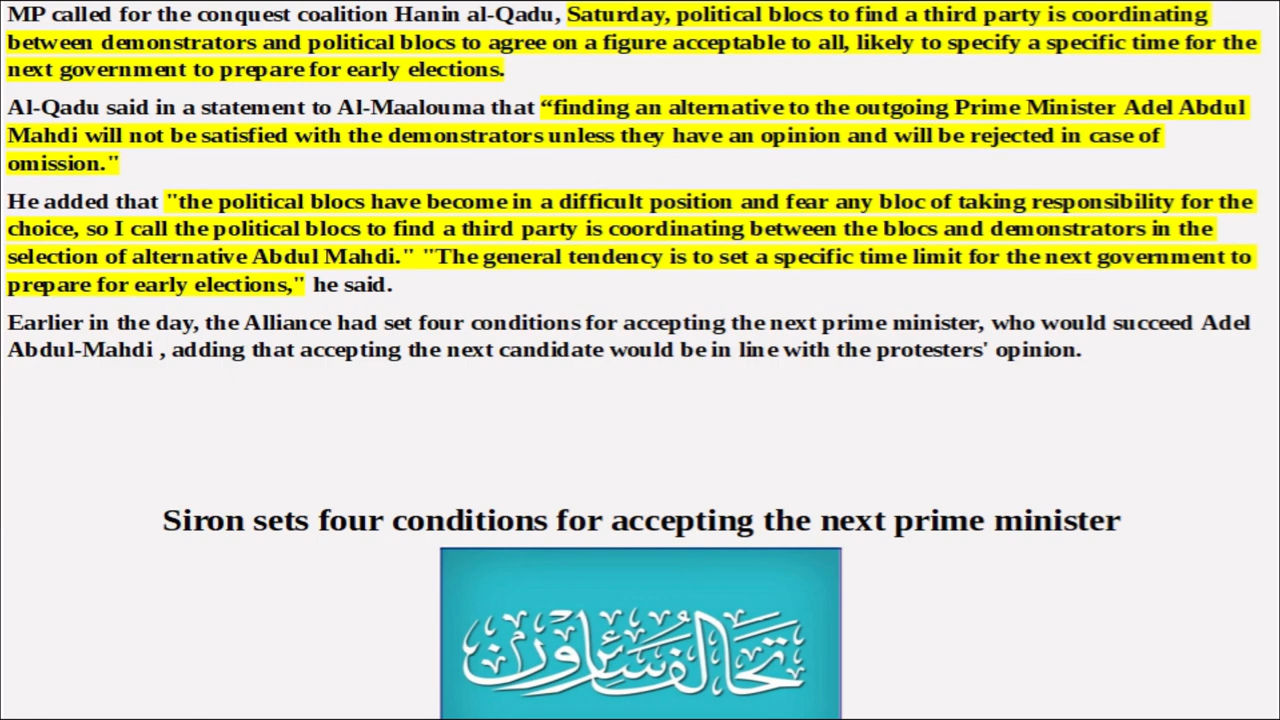 MP called for the conquest coalition Hanin al-Qadu, Saturday, political blocs to find a third party is coordinating
between demonstrators and political blocs to agree on a figure acceptable to all, likely to specify a specific time for the
next government to prepare for early elections.
Al-Qadu said in a statement to Al-Maalouma that “finding an alternative to the outgoing Prime Minister Adel Abdul
Mahdi will not be satisfied with the demonstrators unless they have an opinion and will be rejected in case of
omission."
He added that "the political blocs have become in a difficult position and fear any bloc of taking responsibility for the
choice, so I call the political blocs to find a third party is coordinating between the blocs and demonstrators in the
selection of alternative Abdul Mahdi." "The general tendency is to set a specific time limit for the next government to
prepare for early elections," he said.
Earlier in the day, the Alliance had set four conditions for accepting the next prime minister, who would succeed Adel
Abdul-Mahdi , adding that accepting the next candidate would be in line with the protesters' opinion.
Siron sets four conditions for accepting the next prime minister
تحالف سائرون